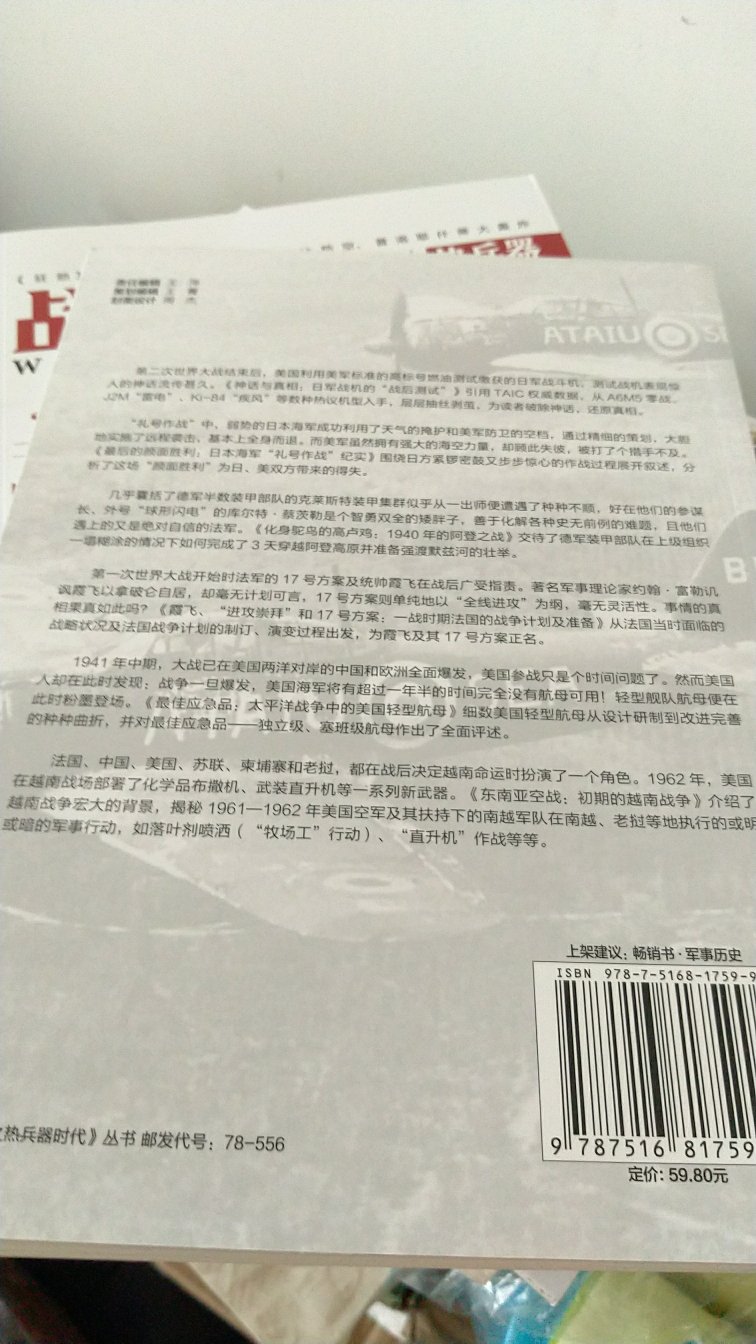 热兵器
W
ATAIU
责任编辑 王 萍
策划编辑 王 菁
封面设计 周 杰
第二次世界大战结束后，美国利用美军标准的高标号燃油测试缴获的日军战斗机，测试战机表现惊
人的神话流传甚久。《神话与真相：日军战机的“战后测试”》引用 TAIC 权威数据，从 A6M5 零战、
J2M“雷电”、Ki-84“疾风”等数种热议机型入手，层层抽丝剥茧，为读者破除神话，还原真相。
“礼号作战”中，弱势的日本海军成功利用了天气的掩护和美军防卫的空档，通过精细的策划，大胆
地实施了远程袭击、基本上全身而退。而美军虽然拥有强大的海空力量，却顾此失彼，被打了个措手不及。
《最后的颜面胜利：日本海军“礼号作战”纪实》围绕日方紧锣密鼓又步步惊心的作战过程展开叙述，分
析了这场“颜面胜利”为日、美双方带来的得失。
几乎囊括了德军半数装甲部队的克莱斯特装甲集群似乎从一出师便遭遇了种种不顺，好在他们的参谋
长、外号“球形闪电”的库尔特·蔡茨勒是个智勇双全的矮胖子，善于化解各种史无前例的难题，且他们
遇上的又是绝对自信的法军。《化身鸵鸟的高卢鸡：1940 年的阿登之战》交待了德军装甲部队在上级组织
一塌糊涂的情况下如何完成了 3 天穿越阿登高原并准备强渡默兹河的壮举。
第一次世界大战开始时法军的 17 号方案及统帅霞飞在战后广受指责。著名军事理论家约翰·富勒讥
讽霞飞以拿破仑自居，却毫无计划可言，17 号方案则单纯地以“全线进攻”为纲，毫无灵活性。事情的真
相果真如此吗？《霞飞、“进攻崇拜”和 17 号方案：一战时期法国的战争计划及准备》从法国当时面临的
战略状况及法国战争计划的制订、演变过程出发，为霞飞及其 17 号方案正名。
1941 年中期，大战已在美国两洋对岸的中国和欧洲全面爆发，美国参战只是个时间问题了。然而美国
人却在此时发现：战争一旦爆发，美国海军将有超过一年半的时间完全没有航母可用！轻型舰队航母便在
此时粉墨登场。《最佳应急品：太平洋战争中的美国轻型航母》细数美国轻型航母从设计研制到改进完善
的种种曲折，并对最佳应急品——独立级、塞班级航母作出了全面评述。
法国、中国、美国、苏联、柬埔寨和老挝，都在战后决定越南命运时扮演了一个角色。1962 年，美国
在越南战场部署了化学品布撒机、武装直升机等一系列新武器。《东南亚空战：初期的越南战争》介绍了
越南战争宏大的背景，揭秘 1961—1962 年美国空军及其扶持下的南越军队在南越、老挝等地执行的或明
或暗的军事行动，如落叶剂喷洒（“牧场工”行动）、“直升机”作战等等。
上架建议：畅销书·军事历史
ISBN 978-7-5168-1759-9
9 787516 81759
定价：59.80元
热兵器时代》丛书 邮发代号：78-556